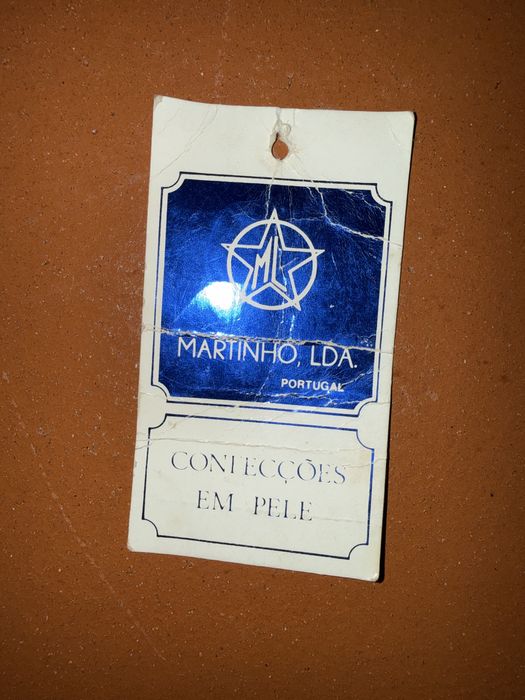 ML
MARTINHO, LDA.
PORTUGAL
CONFECÇÕES
EM PELE